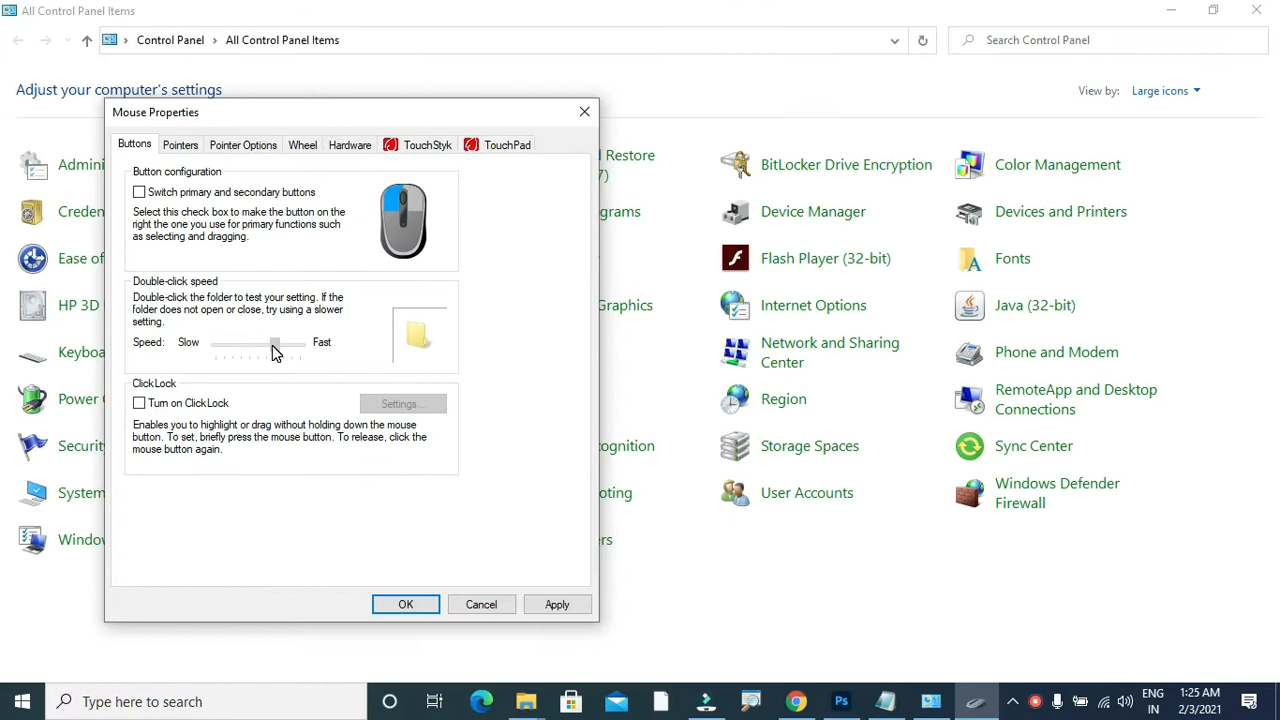 All Control Panel Items
Control Panel
All Control Panel Items
Search Control Panel
Adjust your computer's settings
View by:
Large icons
Mouse Properties
Buttons
Pointers
Pointer Options
Wheel
Hardware
TouchStyk
TouchPad
Button configuration
Switch primary and secondary buttons
Select this check box to make the button on the
right the one you use for primary functions such
as selecting and dragging.
Double-click speed
Double-click the folder to test your setting. If the
folder does not open or close, try using a slower
setting.
Speed:
Slow
Fast
ClickLock
Turn on ClickLock
Settings...
Enables you to highlight or drag without holding down the mouse
button. To set, briefly press the mouse button. To release, click the
mouse button again.
OK
Cancel
Apply
Admini
Creden
Ease of
HP 3D
Keyboa
Power
Securit
System
Windo
d Restore
7)
grams
Graphics
cognition
oting
ers
BitLocker Drive Encryption
Device Manager
Flash Player (32-bit)
Internet Options
Network and Sharing
Center
Region
Storage Spaces
User Accounts
Color Management
Devices and Printers
Fonts
Java (32-bit)
Phone and Modem
RemoteApp and Desktop
Connections
Sync Center
Windows Defender
Firewall
Type here to search
Ps
ENG
IN
1:25 AM
2/3/2021